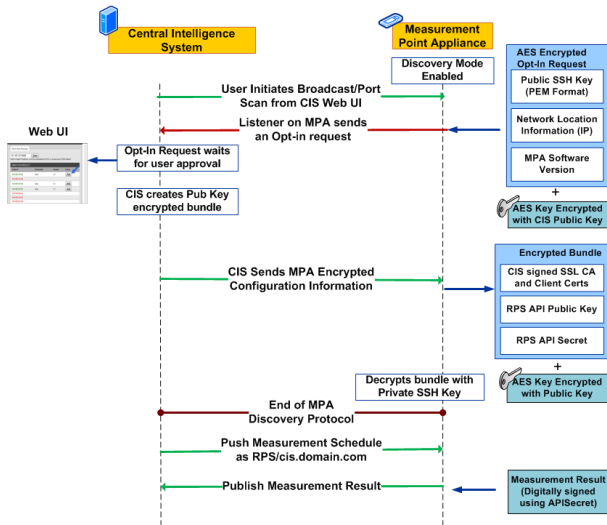 Central Intelligence
System
Measurement
Point Appliance
Discovery Mode
Enabled
AES Encrypted
Opt-In Request
Public SSH Key
(PEM Format)
User Initiates Broadcast/Port
Scan from CIS Web UI
Network Location
Information (IP)
Listener on MPA sends
an Opt-in request
Web UI
Opt-In Request waits
for user approval
MPA Software
Version
+
CIS creates Pub Key
encrypted bundle
AES Key Encrypted
with CIS Public Key
Encrypted Bundle
CIS Sends MPA Encrypted
Configuration Information
CIS signed SSL CA
and Client Certs
RPS API Public Key
RPS API Secret
+
Decrypts bundle with
Private SSH Key
AES Key Encrypted
with Public Key
End of MPA
Discovery Protocol
Push Measurement Schedule
as RPS/cis.domain.com
Publish Measurement Result
Measurement Result
(Digitally signed
using APISecret)